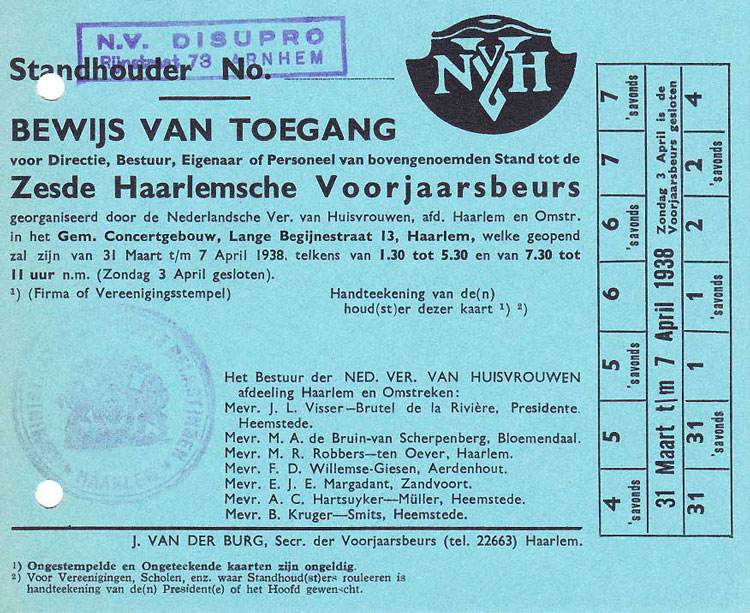 N.V. DISUPRO
Rijnstraat 73 ARNHEM
Standhouder No.
NVH
BEWIJS VAN TOEGANG
voor Directie, Bestuur, Eigenaar of Personeel van bovengenoemden Stand tot de
Zesde Haarlemsche Voorjaarsbeurs
georganiseerd door de Nederlandsche Ver. van Huisvrouwen, afd. Haarlem en Omstr.
in het Gem. Concertgebouw, Lange Begijnestraat 13, Haarlem, welke geopend
zal zijn van 31 Maart t/m 7 April 1938, telkens van 1.30 tot 5.30 en van 7.30 tot
11 uur n.m. (Zondag 3 April gesloten).
¹) (Firma of Vereenigingsstempel)
Handteekening van de(n)
houd(st)er dezer kaart ¹) ²)
HAARLEM
Het Bestuur der NED. VER. VAN HUISVROUWEN
afdeeling Haarlem en Omstreken:
Mevr. J. L. Visser—Brutel de la Rivière, Presidente
Heemstede.
Mevr. M. A. de Bruin-van Scherpenberg, Bloemendaal.
Mevr. M. R. Robbers—ten Oever, Haarlem.
Mevr. F. D. Willemse-Giesen, Aerdenhout.
Mevr. E. J. E. Margadant, Zandvoort.
Mevr. A. C. Hartsuyker—Müller, Heemstede.
Mevr. B. Kruger—Smits, Heemstede.
J. VAN DER BURG, Secr. der Voorjaarsbeurs (tel. 22663) Haarlem.
¹) Ongestempelde en Ongeteekende kaarten zijn ongeldig.
²) Voor Vereenigingen, Scholen, enz. waar Standhoud(st)ers rouleeren is
handteekening van de(n) President(e) of het Hoofd gewenscht.
4 's avonds
5
5 's avonds
6
6 's avonds
7
7 's avonds
31 Maart t/m 7 April 1938
Zondag 3 April is de
Voorjaarsbeurs gesloten
31
31 's avonds
1
1 's avonds
2
2 's avonds
4